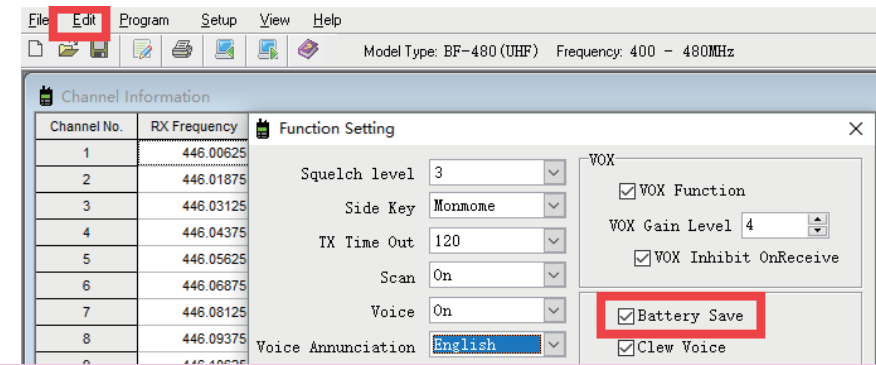 File Edit Program Setup View Help
Model Type: BF-480(UHF) Frequency: 400 - 480MHz
Channel Information
Channel No. RX Frequency
1 446.00625
2 446.01875
3 446.03125
4 446.04375
5 446.05625
6 446.06875
7 446.08125
8 446.09375
Function Setting
Squelch level 3
Side Key Monmome
TX Time Out 120
Scan On
Voice On
Voice Annunciation English
VOX
VOX Function
VOX Gain Level 4
VOX Inhibit OnReceive
Battery Save
Clew Voice